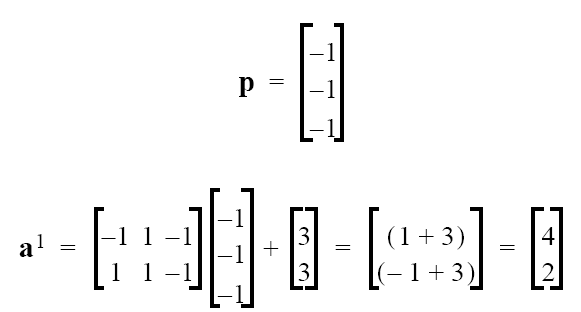 p = [−1 −1 −1]
a¹ = [−1 1 −1 1 1 −1] [−1 −1 −1] + [3 3] = [(1 + 3) (− 1 + 3)] = [4 2]